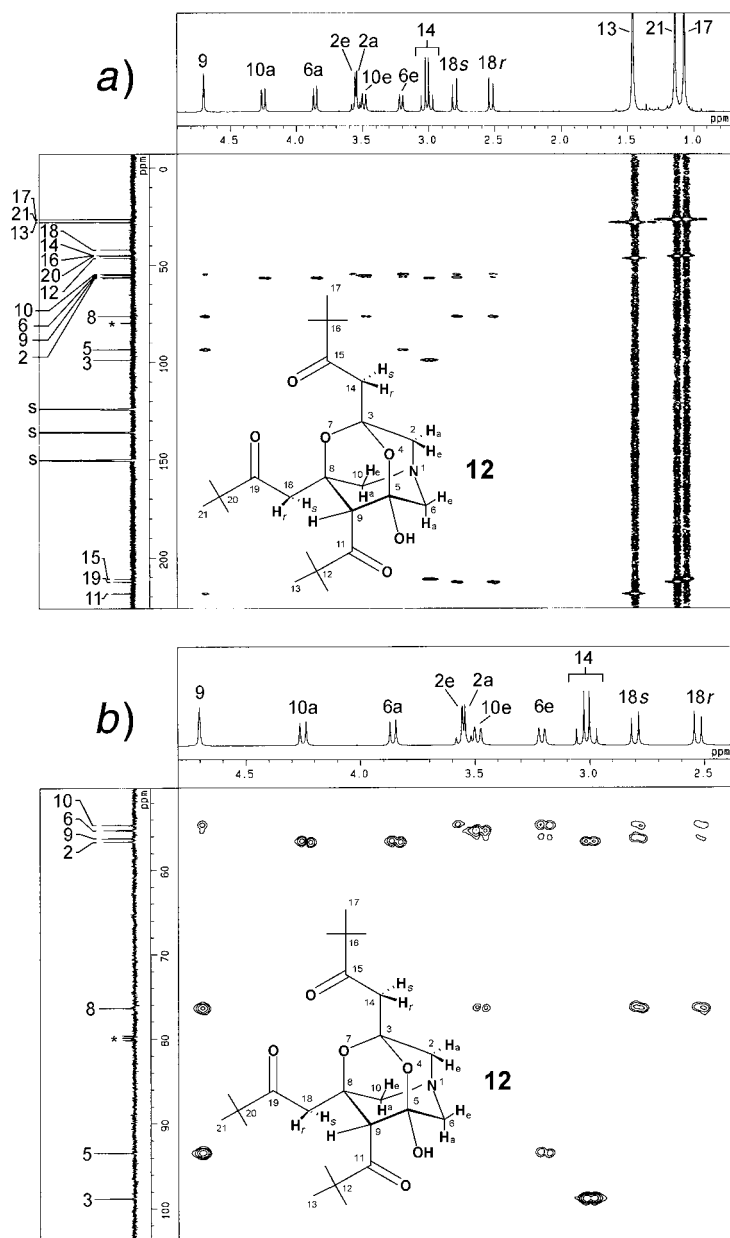 a)
9 10a 6a 2e 2a 10e 6e 14 18s 18r 13 21 17
4.5 4.0 3.5 3.0 2.5 2.0 1.5 1.0
ppm
ppm
0
50
100
150
200
17
21
13
18
14
16
20
12
10
6
9
2
8
*
5
3
S
S
S
15
19
11
17
16
15
O
14
Hs
Hr
3
O
7
O
4
2
Ha
He
O
19
20
21
18
Hr
Hs
8
10
He
Ha
N
1
5
6
He
Ha
H
9
OH
11
O
12
13
12
b)
9 10a 6a 2e 2a 10e 6e 14 18s 18r
4.5 4.0 3.5 3.0 2.5
ppm
ppm
60
70
80
90
100
10
6
9
2
8
*
5
3
17
16
15
O
14
Hs
Hr
3
O
7
O
4
2
Ha
He
O
19
20
21
18
Hr
Hs
8
10
He
Ha
N
1
5
6
He
Ha
H
9
OH
11
O
12
13
12